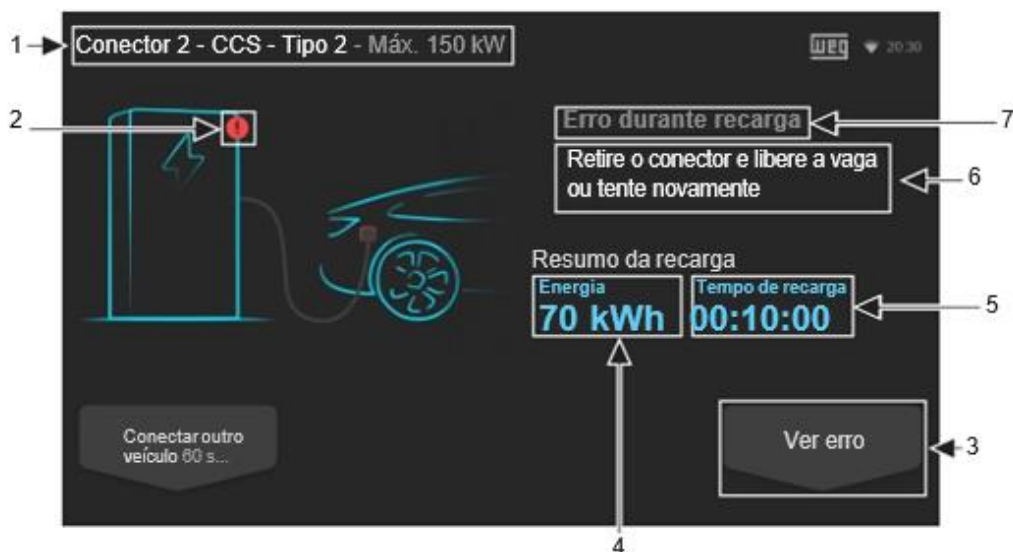 1
Conector 2 - CCS - Tipo 2 - Máx. 150 kW
WEG
20:30
2
Erro durante recarga
7
Retire o conector e libere a vaga
ou tente novamente
6
Resumo da recarga
Energia
70 kWh
Tempo de recarga
00:10:00
5
Conectar outro
veículo 60 s...
Ver erro
3
4